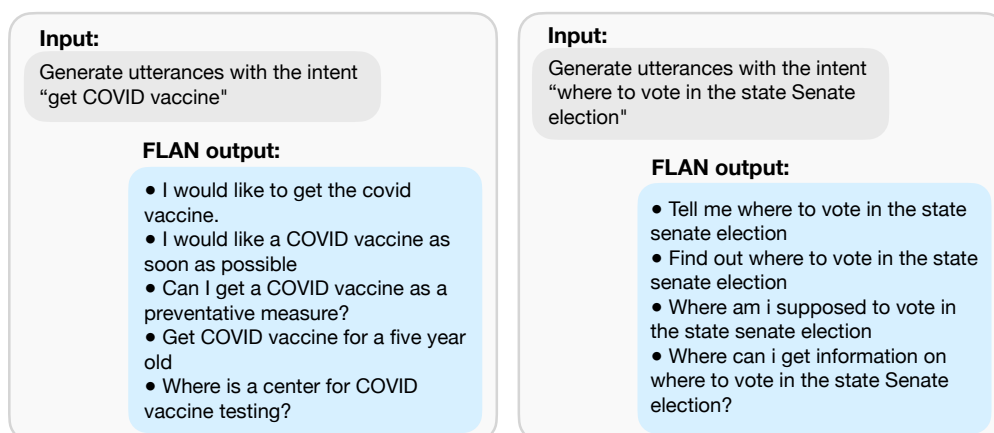 Input:
Generate utterances with the intent
“get COVID vaccine"
FLAN output:
● I would like to get the covid
vaccine.
● I would like a COVID vaccine as
soon as possible
● Can I get a COVID vaccine as a
preventative measure?
● Get COVID vaccine for a five year
old
● Where is a center for COVID
vaccine testing?
Input:
Generate utterances with the intent
“where to vote in the state Senate
election"
FLAN output:
● Tell me where to vote in the state
senate election
● Find out where to vote in the state
senate election
● Where am i supposed to vote in
the state senate election
● Where can i get information on
where to vote in the state Senate
election?